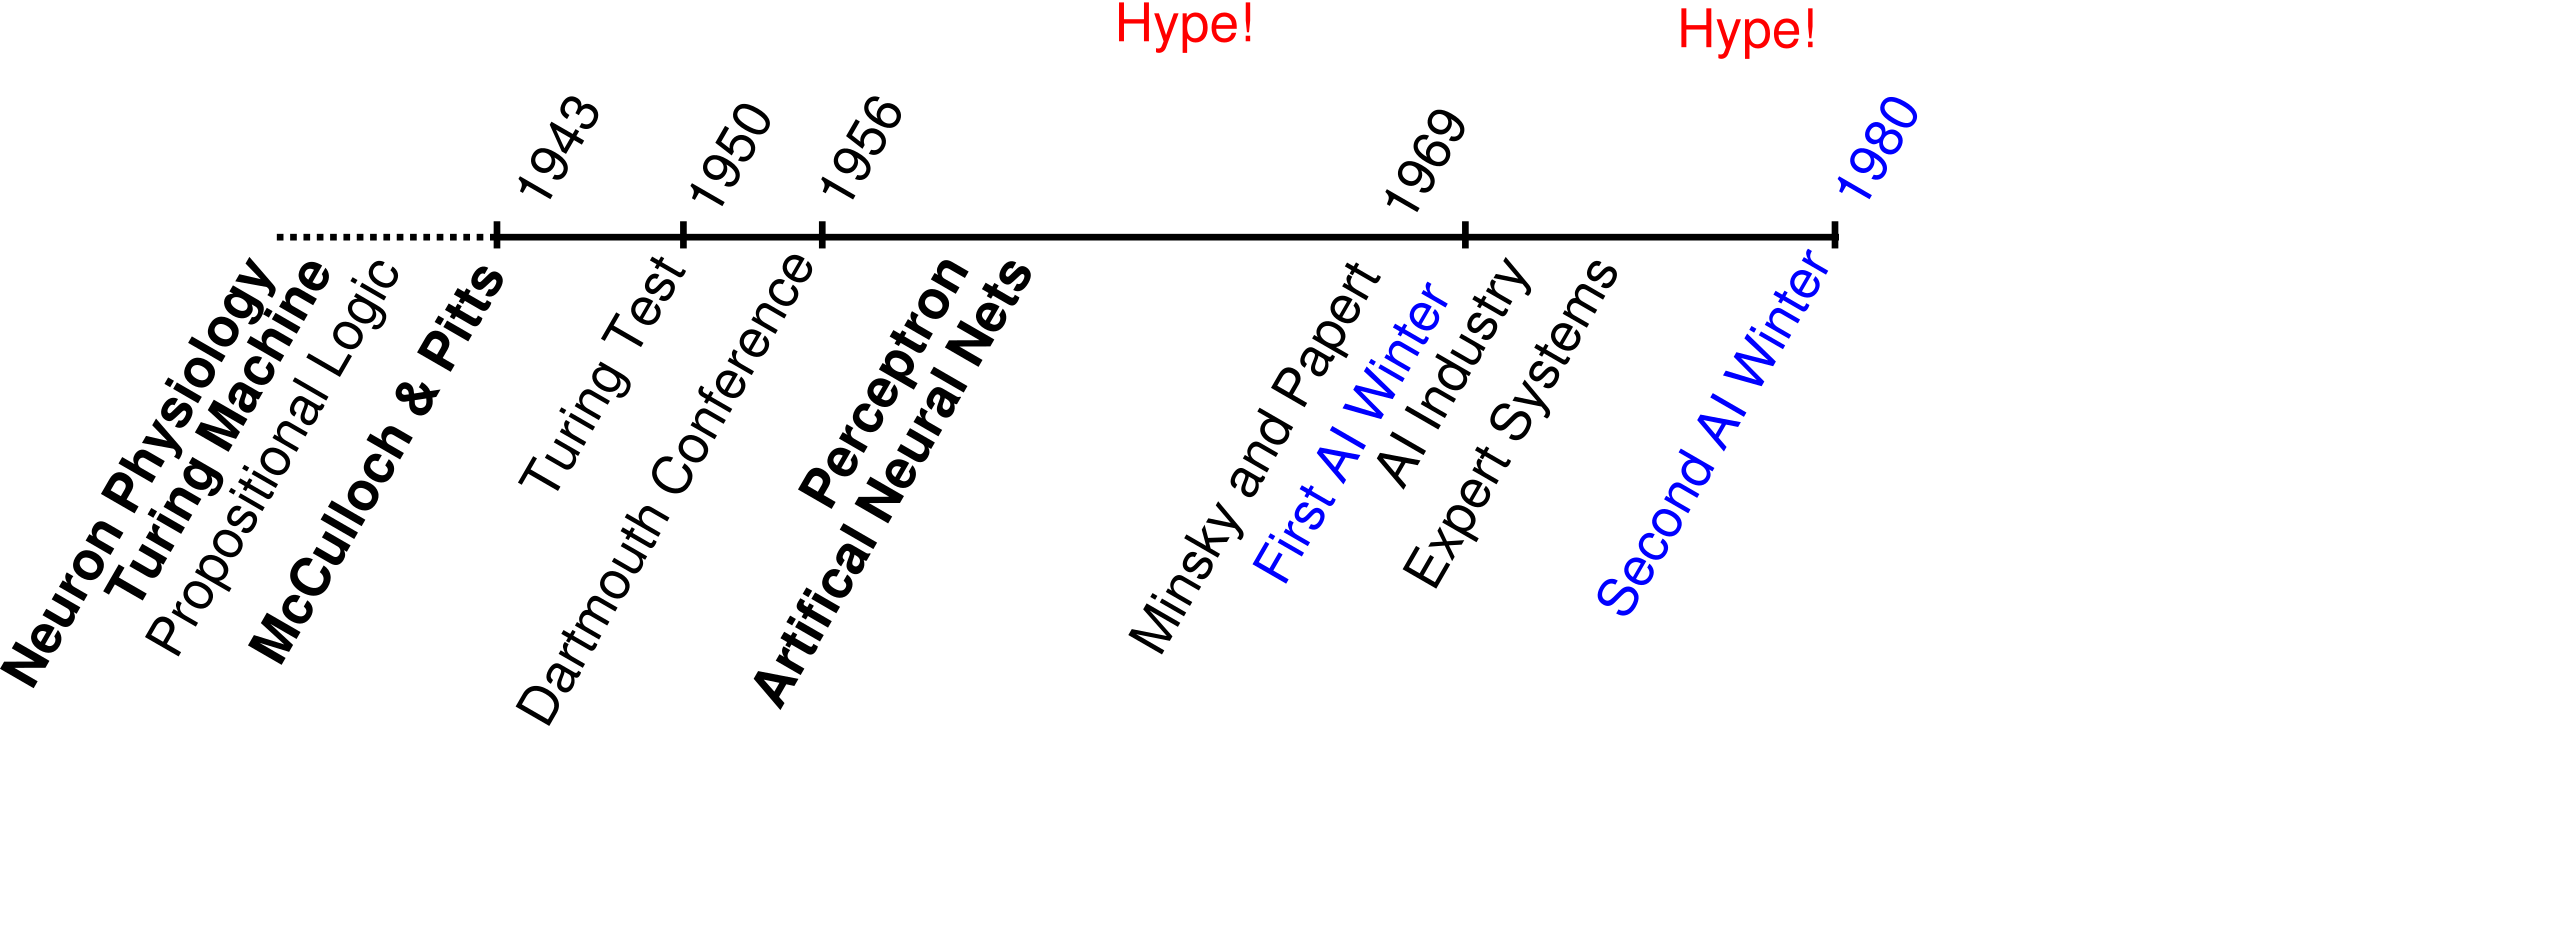 Hype!
Hype!
1943
1950
1956
1969
1980
Neuron Physiology
Turing Machine
Propositional Logic
McCulloch & Pitts
Turing Test
Dartmouth Conference
Perceptron
Artifical Neural Nets
Minsky and Papert
First AI Winter
AI Industry
Expert Systems
Second AI Winter